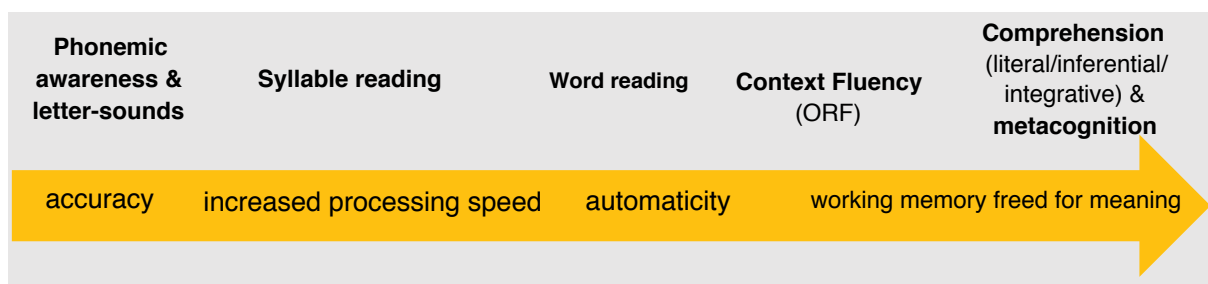 Phonemic
awareness &
letter-sounds
Syllable reading
Word reading
Context Fluency
(ORF)
Comprehension
(literal/inferential/
integrative) &
metacognition
accuracy
increased processing speed
automaticity
working memory freed for meaning